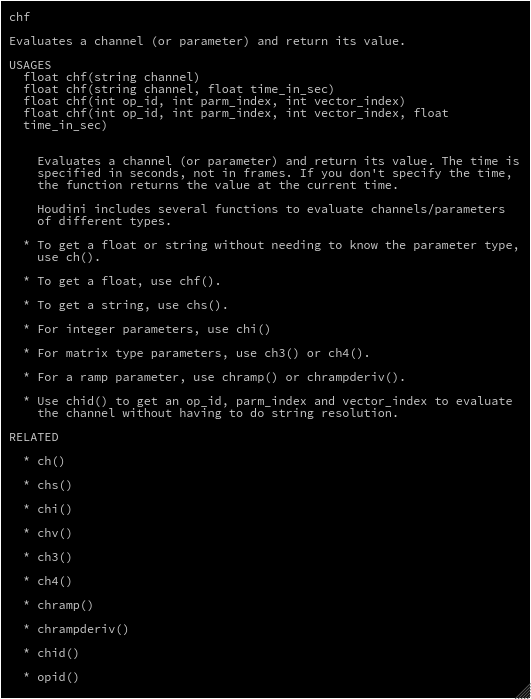 chf
Evaluates a channel (or parameter) and return its value.
USAGES
float chf(string channel)
float chf(string channel, float time_in_sec)
float chf(int op_id, int parm_index, int vector_index)
float chf(int op_id, int parm_index, int vector_index, float
time_in_sec)
Evaluates a channel (or parameter) and return its value. The time is
specified in seconds, not in frames. If you don't specify the time,
the function returns the value at the current time.
Houdini includes several functions to evaluate channels/parameters
of different types.
* To get a float or string without needing to know the parameter type,
use ch().
* To get a float, use chf().
* To get a string, use chs().
* For integer parameters, use chi()
* For matrix type parameters, use ch3() or ch4().
* For a ramp parameter, use chramp() or chrampderiv().
* Use chid() to get an op_id, parm_index and vector_index to evaluate
the channel without having to do string resolution.
RELATED
* ch()
* chs()
* chi()
* chv()
* ch3()
* ch4()
* chramp()
* chrampderiv()
* chid()
* opid()